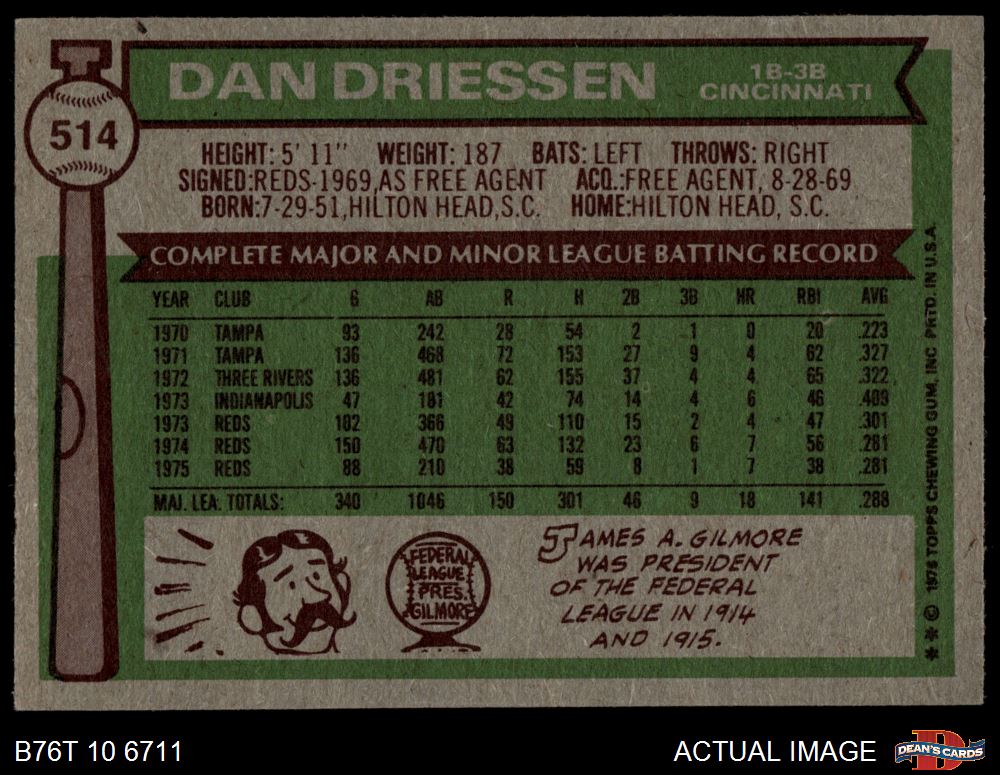 514
DAN DRIESSEN
1B-3B
CINCINNATI
HEIGHT: 5' 11" WEIGHT: 187 BATS: LEFT THROWS: RIGHT
SIGNED:REDS-1969,AS FREE AGENT ACQ.:FREE AGENT, 8-28-69
BORN:7-29-51,HILTON HEAD,S.C. HOME:HILTON HEAD, S.C.
COMPLETE MAJOR AND MINOR LEAGUE BATTING RECORD
YEAR CLUB G AB R H 2B 3B HR RBI AVG
1970 TAMPA 93 242 28 54 2 1 0 20 .223
1971 TAMPA 136 468 72 153 27 9 4 62 .327
1972 THREE RIVERS 136 481 62 155 37 4 4 65 .322
1973 INDIANAPOLIS 47 181 42 74 14 4 6 46 .409
1973 REDS 102 366 49 110 15 2 4 47 .301
1974 REDS 150 470 63 132 23 6 7 56 .281
1975 REDS 88 210 38 59 8 1 7 38 .281
MAJ. LEA. TOTALS: 340 1046 150 301 46 9 18 141 .288
FEDERAL
LEAGUE
PRES.
GILMORE
JAMES A. GILMORE
WAS PRESIDENT
OF THE FEDERAL
LEAGUE IN 1914
AND 1915.
* * © 1976 TOPPS CHEWING GUM, INC PRTD. IN U.S.A.
B76T 10 6711
ACTUAL IMAGE
DEAN'S CARDS